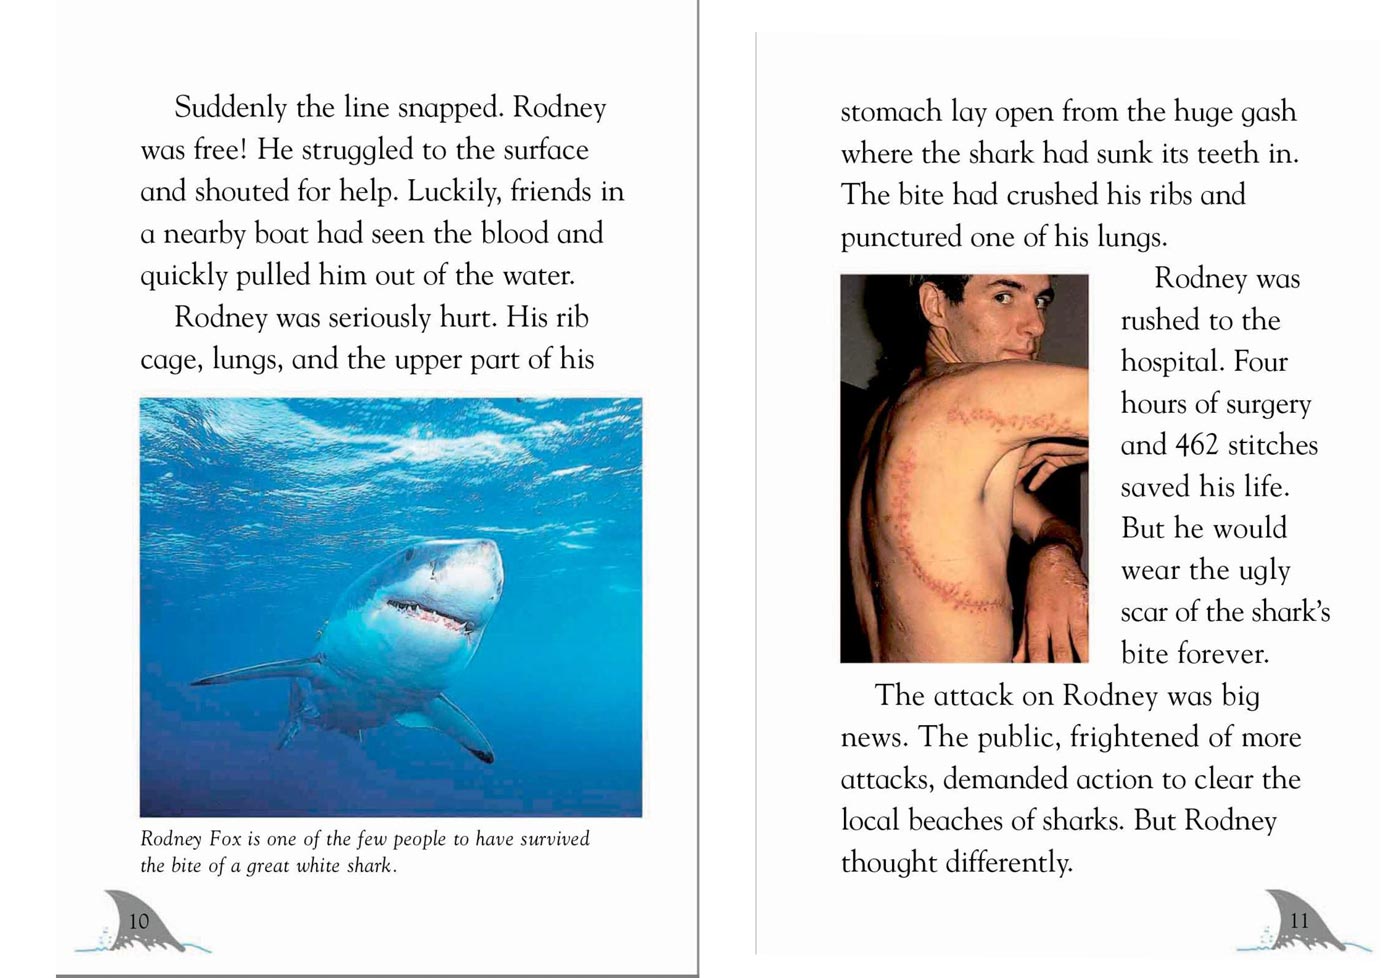 Suddenly the line snapped. Rodney
was free! He struggled to the surface
and shouted for help. Luckily, friends in
a nearby boat had seen the blood and
quickly pulled him out of the water.
Rodney was seriously hurt. His rib
cage, lungs, and the upper part of his
Rodney Fox is one of the few people to have survived
the bite of a great white shark.
10
stomach lay open from the huge gash
where the shark had sunk its teeth in.
The bite had crushed his ribs and
punctured one of his lungs.
Rodney was
rushed to the
hospital. Four
hours of surgery
and 462 stitches
saved his life.
But he would
wear the ugly
scar of the shark's
bite forever.
The attack on Rodney was big
news. The public, frightened of more
attacks, demanded action to clear the
local beaches of sharks. But Rodney
thought differently.
11